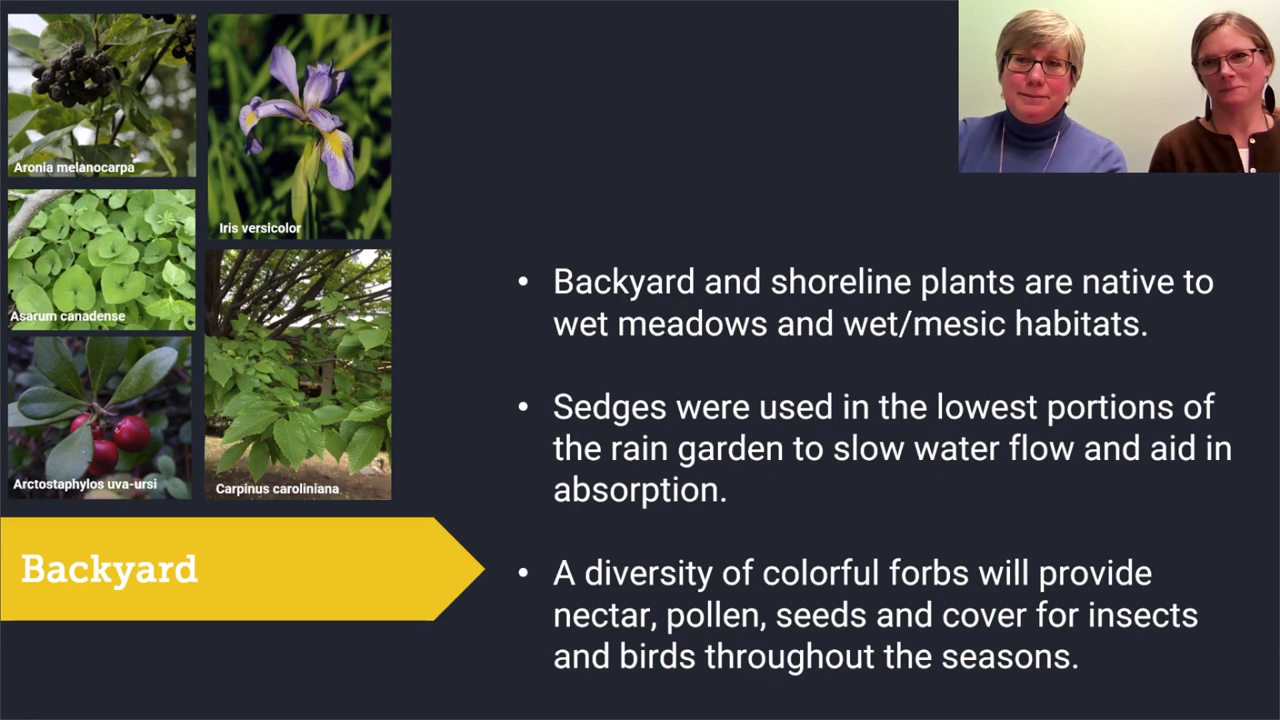 Aronia melanocarpa
Iris versicolor
Asarum canadense
Arctostaphylos uva-ursi
Carpinus caroliniana
Backyard
• Backyard and shoreline plants are native to
wet meadows and wet/mesic habitats.
• Sedges were used in the lowest portions of
the rain garden to slow water flow and aid in
absorption.
• A diversity of colorful forbs will provide
nectar, pollen, seeds and cover for insects
and birds throughout the seasons.